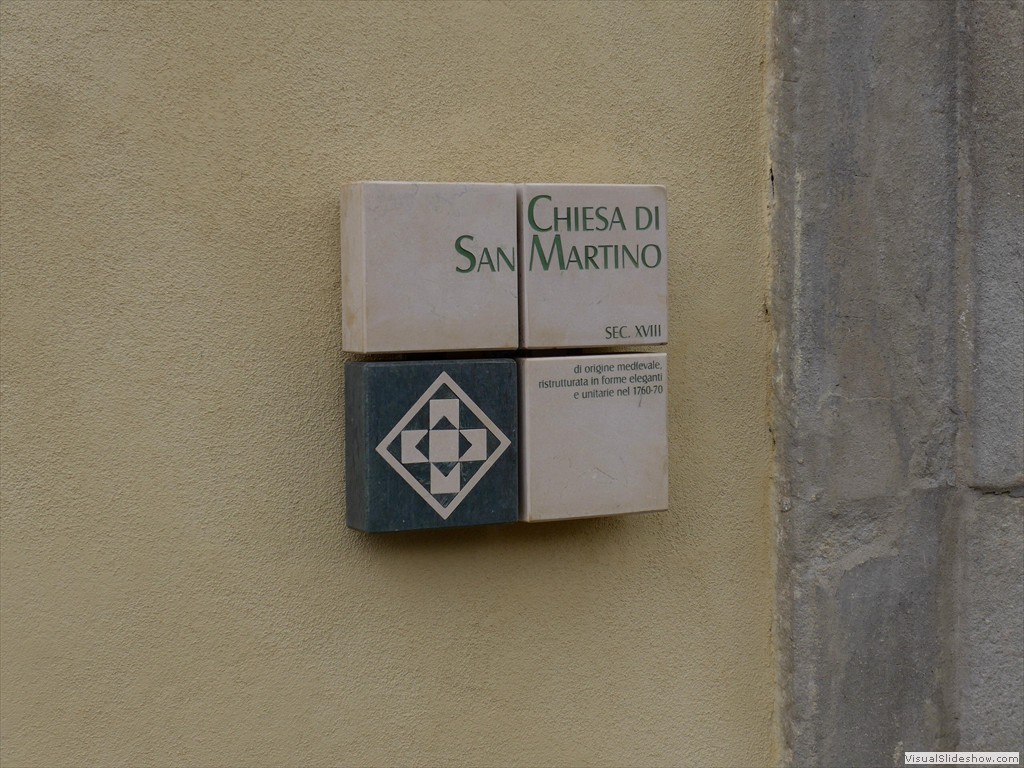 CHIESA DI
SAN MARTINO
SEC. XVIII
di origine medievale,
ristrutturata in forme eleganti
e unitarie nel 1760-70
VisualSlideshow.com